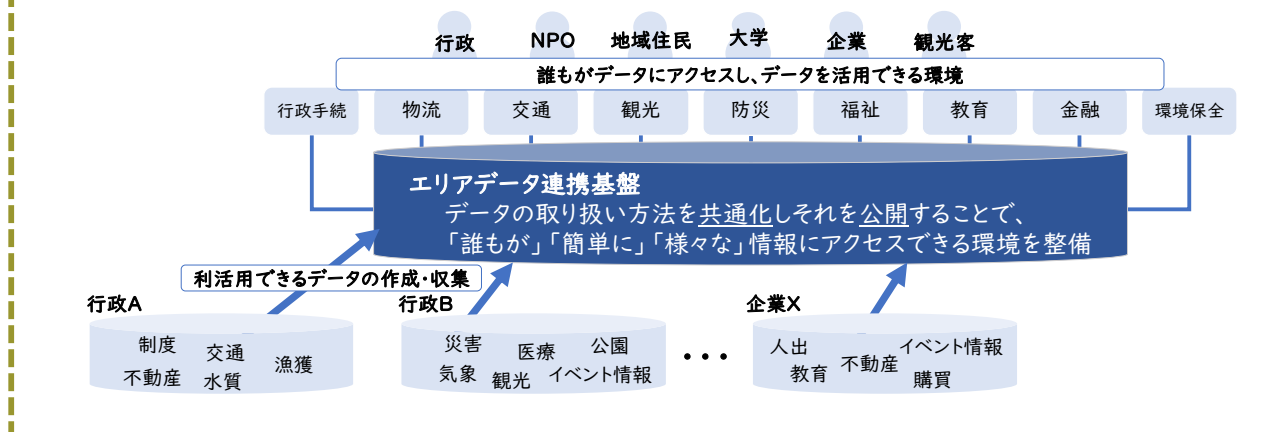 行政 NPO 地域住民 大学 企業 観光客
誰もがデータにアクセスし、データを活用できる環境
行政手続 物流 交通 観光 防災 福祉 教育 金融 環境保全
エリアデータ連携基盤
データの取り扱い方法を共通化しそれを公開することで、
「誰もが」「簡単に」「様々な」情報にアクセスできる環境を整備
利活用できるデータの作成・収集
行政A
制度 交通 漁獲
不動産 水質
行政B
災害 医療 公園
気象 観光 イベント情報
・・・
企業X
人出 不動産 イベント情報
教育 購買